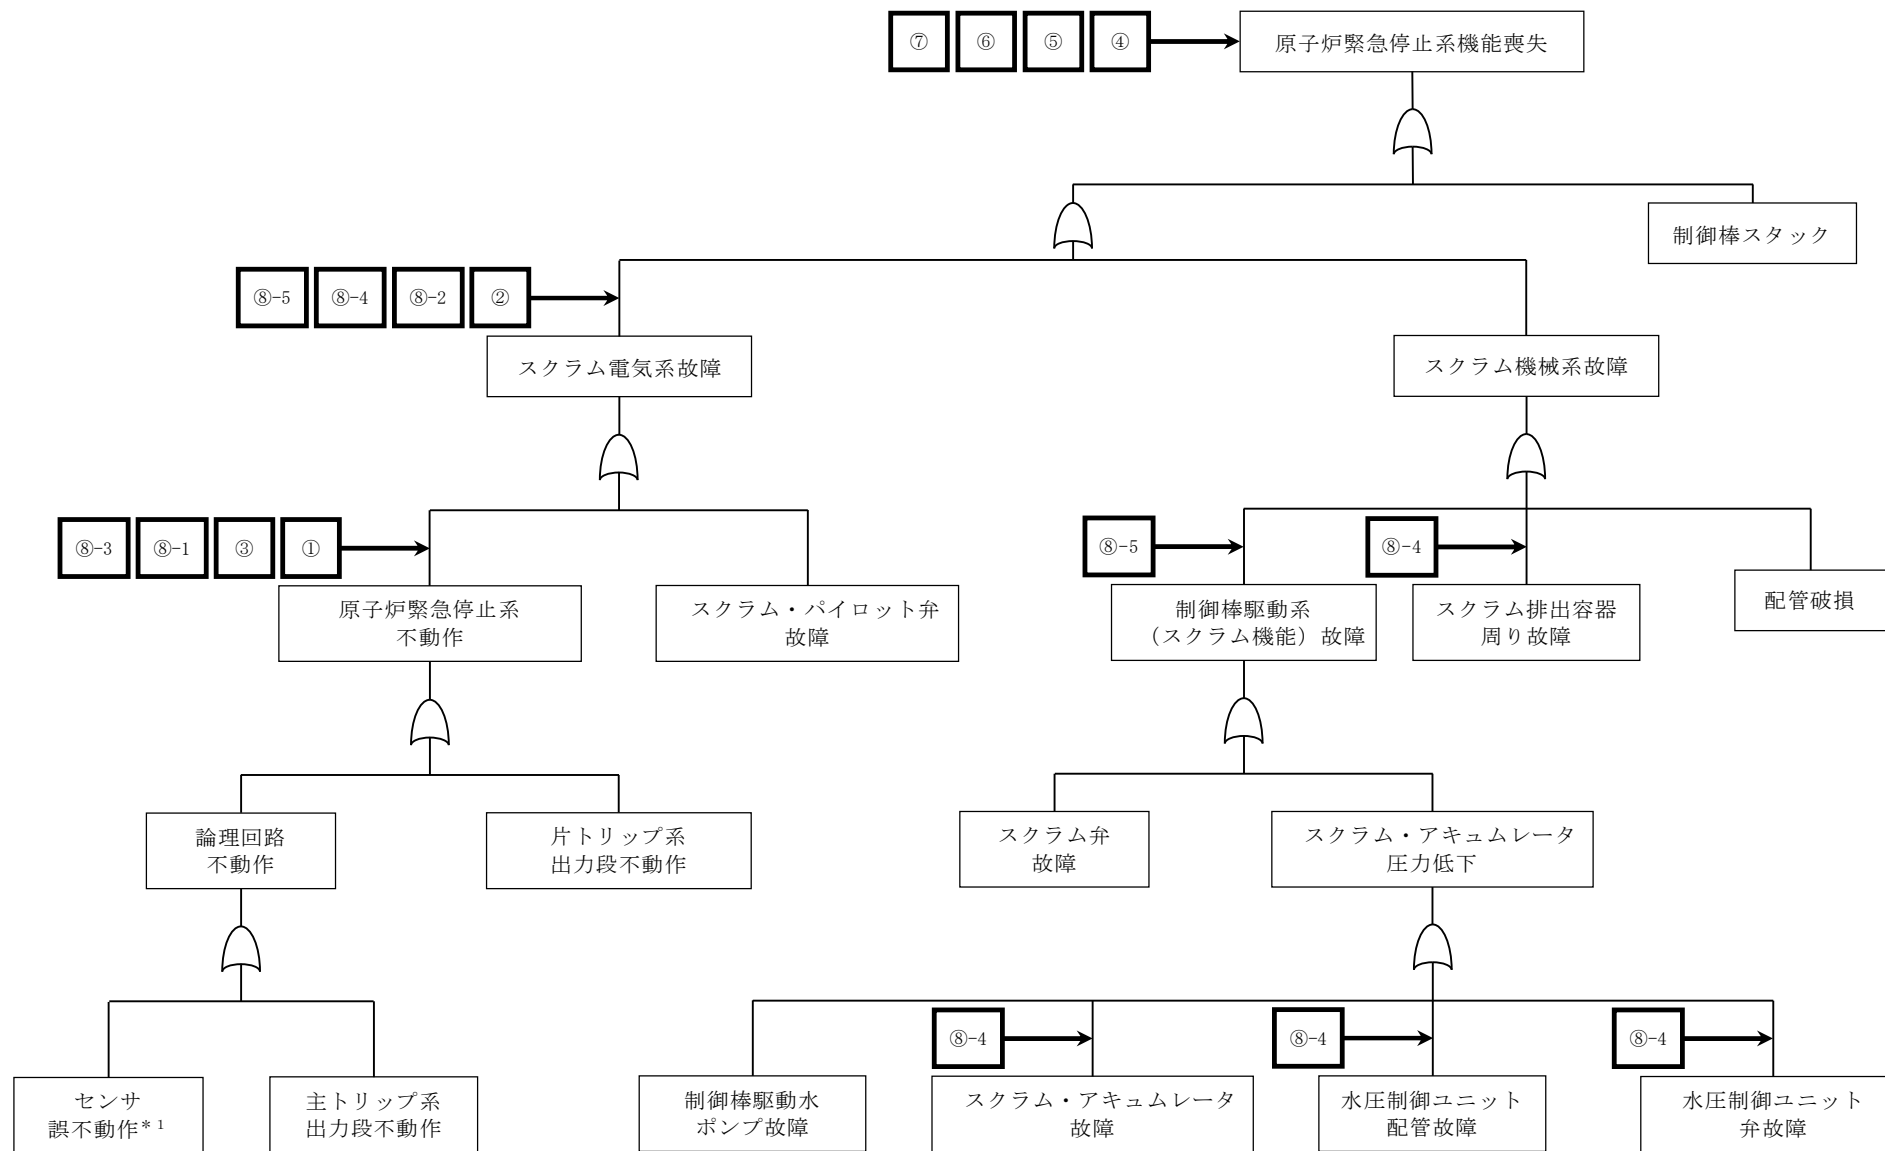 ⑦ ⑥ ⑤ ④ 原子炉緊急停止系機能喪失
制御棒スタック
⑧-5 ⑧-4 ⑧-2 ②
スクラム電気系故障 スクラム機械系故障
⑧-3 ⑧-1 ③ ① ⑧-5 ⑧-4
原子炉緊急停止系
不動作
スクラム・パイロット弁
故障
制御棒駆動系
(スクラム機能)故障
スクラム排出容器
周り故障
配管破損
論理回路
不動作
片トリップ系
出力段不動作
スクラム弁
故障
スクラム・アキュムレータ
圧力低下
⑧-4 ⑧-4 ⑧-4
センサ
誤不動作*1
主トリップ系
出力段不動作
制御棒駆動水
ポンプ故障
スクラム・アキュムレータ
故障
水圧制御ユニット
配管故障
水圧制御ユニット
弁故障